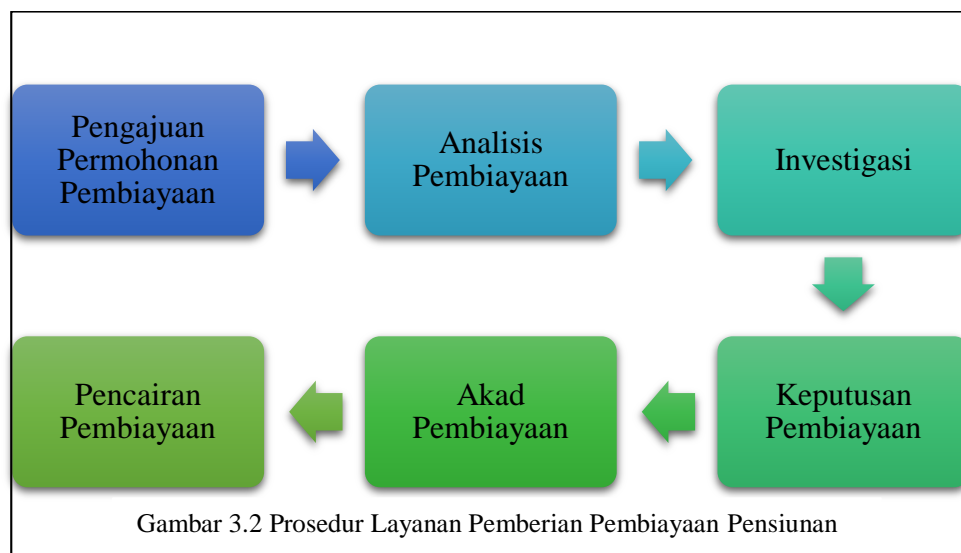 Pengajuan
Permohonan
Pembiayaan
Analisis
Pembiayaan
Investigasi
Keputusan
Pembiayaan
Akad
Pembiayaan
Pencairan
Pembiayaan
Gambar 3.2 Prosedur Layanan Pemberian Pembiayaan Pensiunan